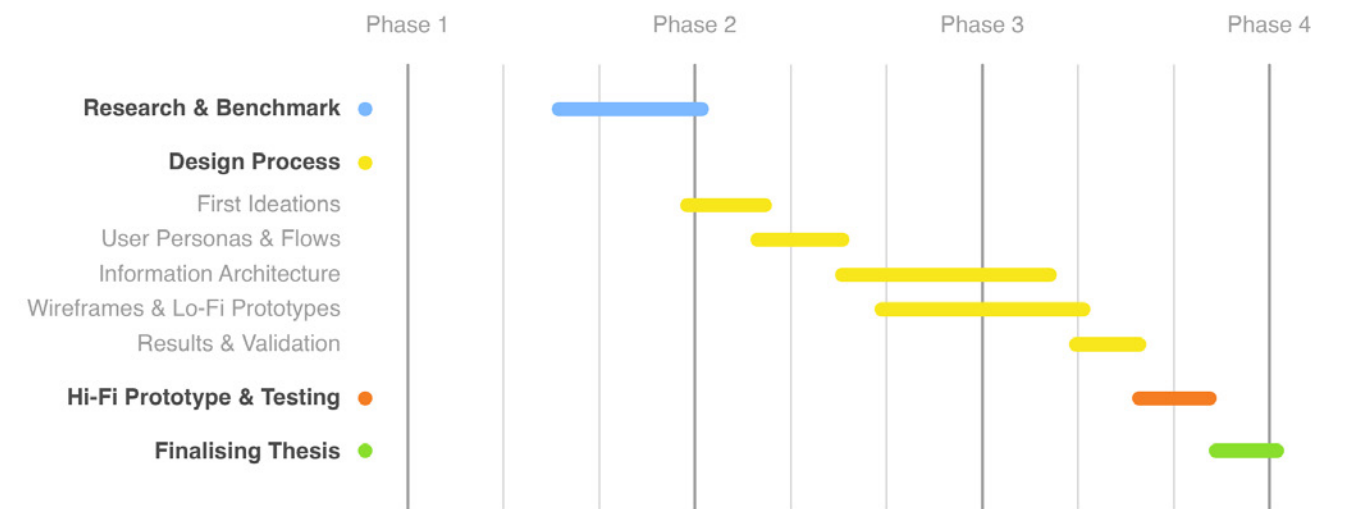 Phase 1 Phase 2 Phase 3 Phase 4
Research & Benchmark
Design Process
First Ideations
User Personas & Flows
Information Architecture
Wireframes & Lo-Fi Prototypes
Results & Validation
Hi-Fi Prototype & Testing
Finalising Thesis